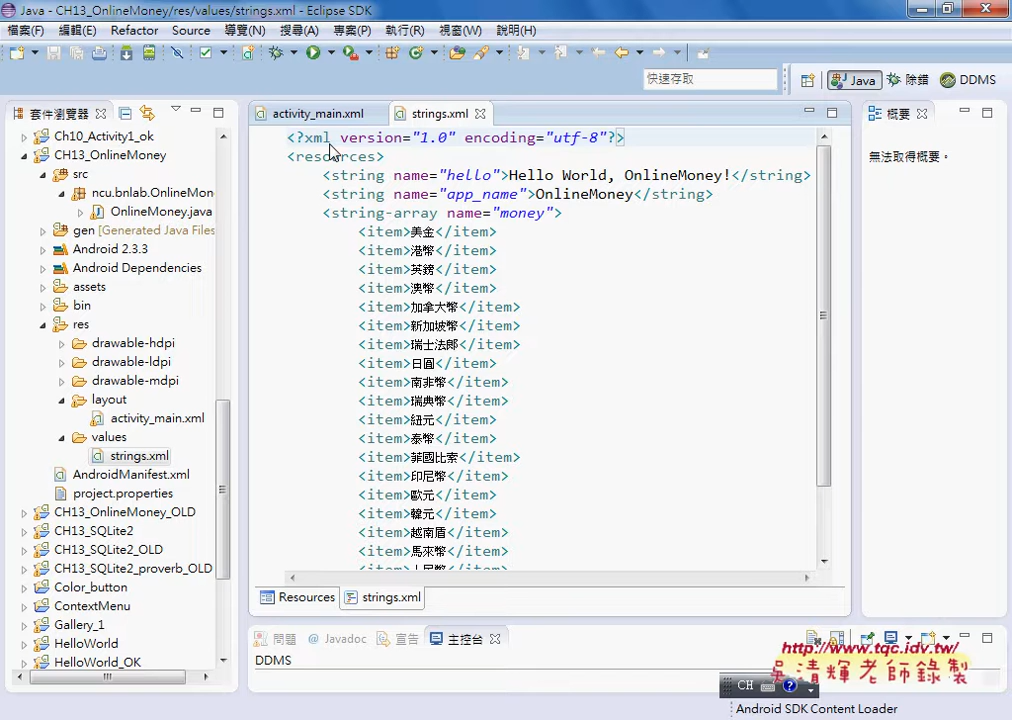 Java - CH13_OnlineMoney/res/values/strings.xml - Eclipse SDK
檔案(F) 編輯(E) Refactor Source 導覽(N) 搜尋(A) 專案(P) 執行(R) 視窗(W) 說明(H)
快速存取 Java 除錯 DDMS
套件瀏覽器
Ch10_Activity1_ok
CH13_OnlineMoney
src
ncu.bnlab.OnlineMon
OnlineMoney.java
gen [Generated Java Files
Android 2.3.3
Android Dependencies
assets
bin
res
drawable-hdpi
drawable-ldpi
drawable-mdpi
layout
activity_main.xml
values
strings.xml
AndroidManifest.xml
project.properties
CH13_OnlineMoney_OLD
CH13_SQLite2
CH13_SQLite2_OLD
CH13_SQLite2_proverb_OLD
Color_button
ContextMenu
Gallery_1
HelloWorld
HelloWorld_OK
activity_main.xml strings.xml
<?xml version="1.0" encoding="utf-8"?>
<resources>
<string name="hello">Hello World, OnlineMoney!</string>
<string name="app_name">OnlineMoney</string>
<string-array name="money">
<item>美金</item>
<item>港幣</item>
<item>英鎊</item>
<item>澳幣</item>
<item>加拿大幣</item>
<item>新加坡幣</item>
<item>瑞士法郎</item>
<item>日圓</item>
<item>南非幣</item>
<item>瑞典幣</item>
<item>紐元</item>
<item>泰幣</item>
<item>菲國比索</item>
<item>印尼幣</item>
<item>歐元</item>
<item>韓元</item>
<item>越南盾</item>
<item>馬來幣</item>
Resources strings.xml
概要
無法取得概要。
問題 @ Javadoc 宣告 主控台
DDMS
http://www.tqc.idv.tw/
吳清輝老師錄製
CH
Android SDK Content Loader